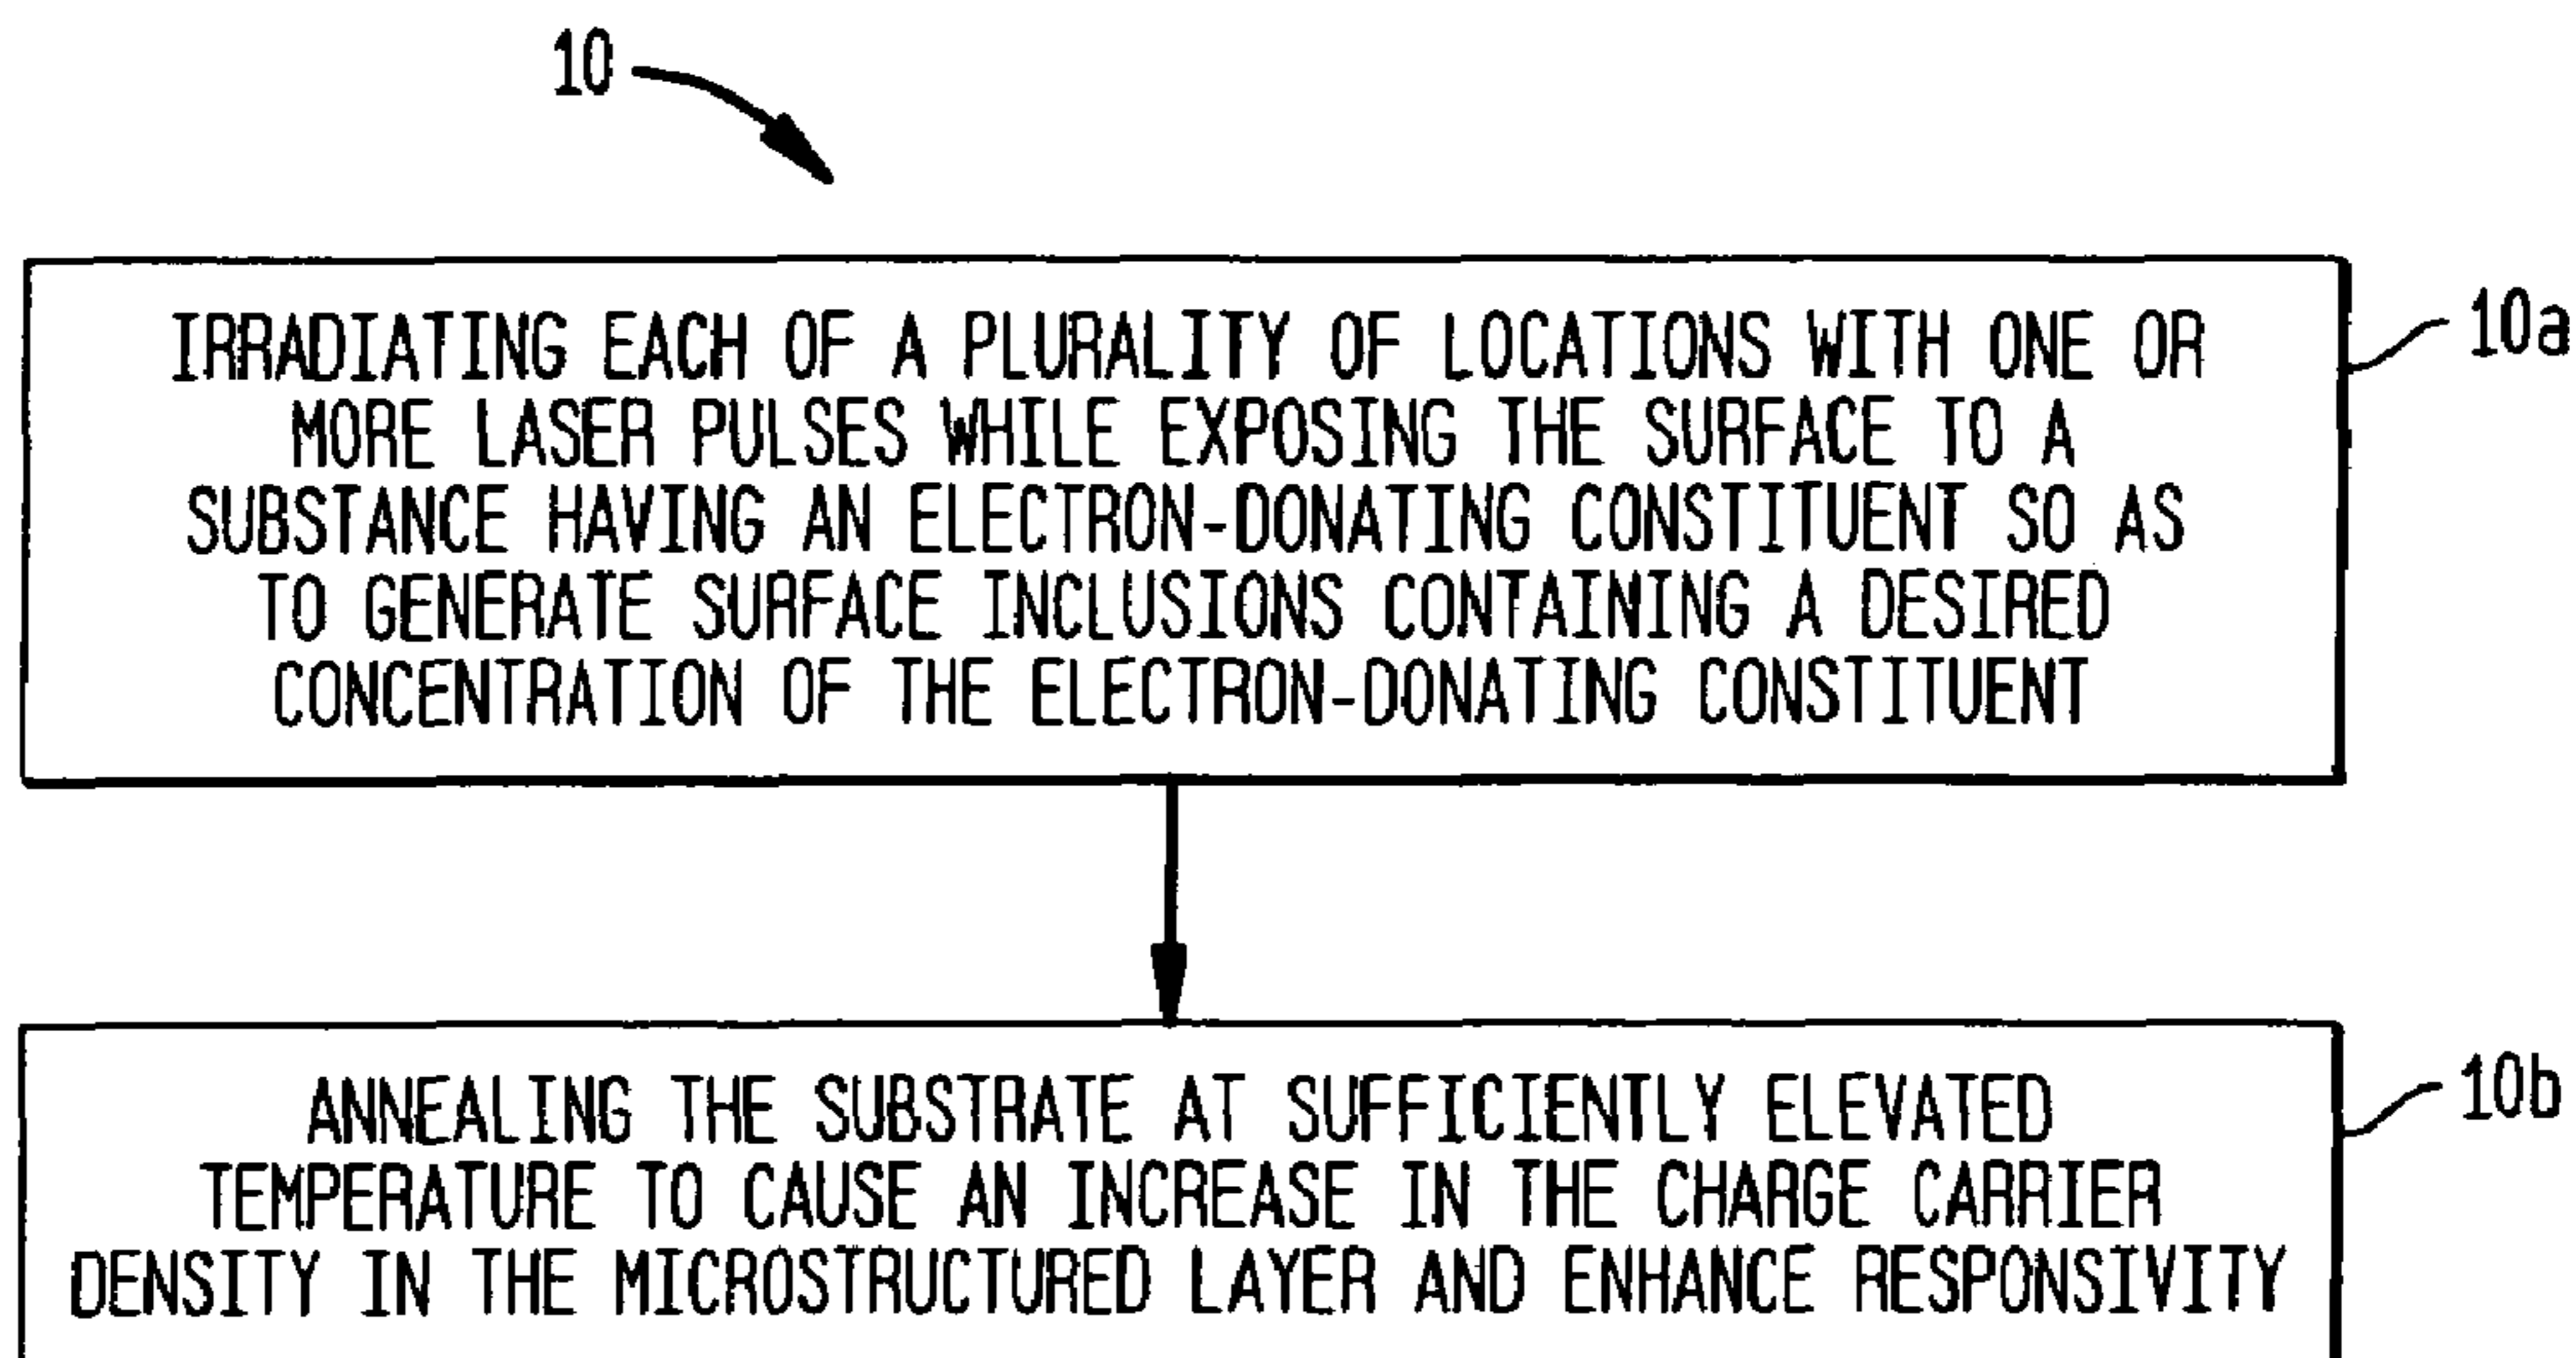 10
IRRADIATING EACH OF A PLURALITY OF LOCATIONS WITH ONE OR
MORE LASER PULSES WHILE EXPOSING THE SURFACE TO A
SUBSTANCE HAVING AN ELECTRON-DONATING CONSTITUENT SO AS
TO GENERATE SURFACE INCLUSIONS CONTAINING A DESIRED
CONCENTRATION OF THE ELECTRON-DONATING CONSTITUENT
10a
ANNEALING THE SUBSTRATE AT SUFFICIENTLY ELEVATED
TEMPERATURE TO CAUSE AN INCREASE IN THE CHARGE CARRIER
DENSITY IN THE MICROSTRUCTURED LAYER AND ENHANCE RESPONSIVITY
10b